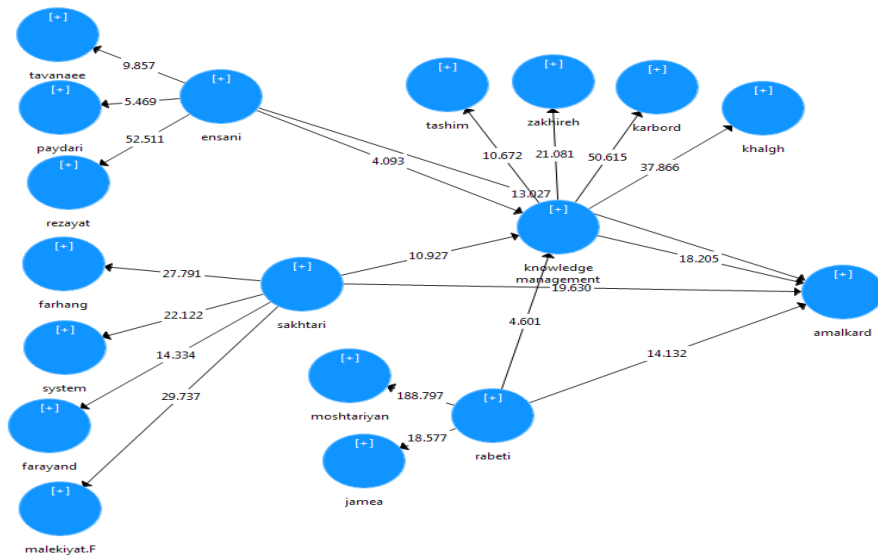 [+]
tavanaee
[+]
paydari
[+]
rezayat
[+]
ensani
9.857
5.469
52.511
[+]
tashim
[+]
zakhireh
[+]
karbord
[+]
khalgh
10.672
21.081
50.615
37.866
4.093
13.027
[+]
knowledge
management
10.927
18.205
19.630
[+]
amalkard
[+]
farhang
[+]
system
[+]
farayand
[+]
malekiyat.F
[+]
sakhtari
27.791
22.122
14.334
29.737
4.601
14.132
[+]
moshtariyan
[+]
jamea
188.797
18.577
[+]
rabeti